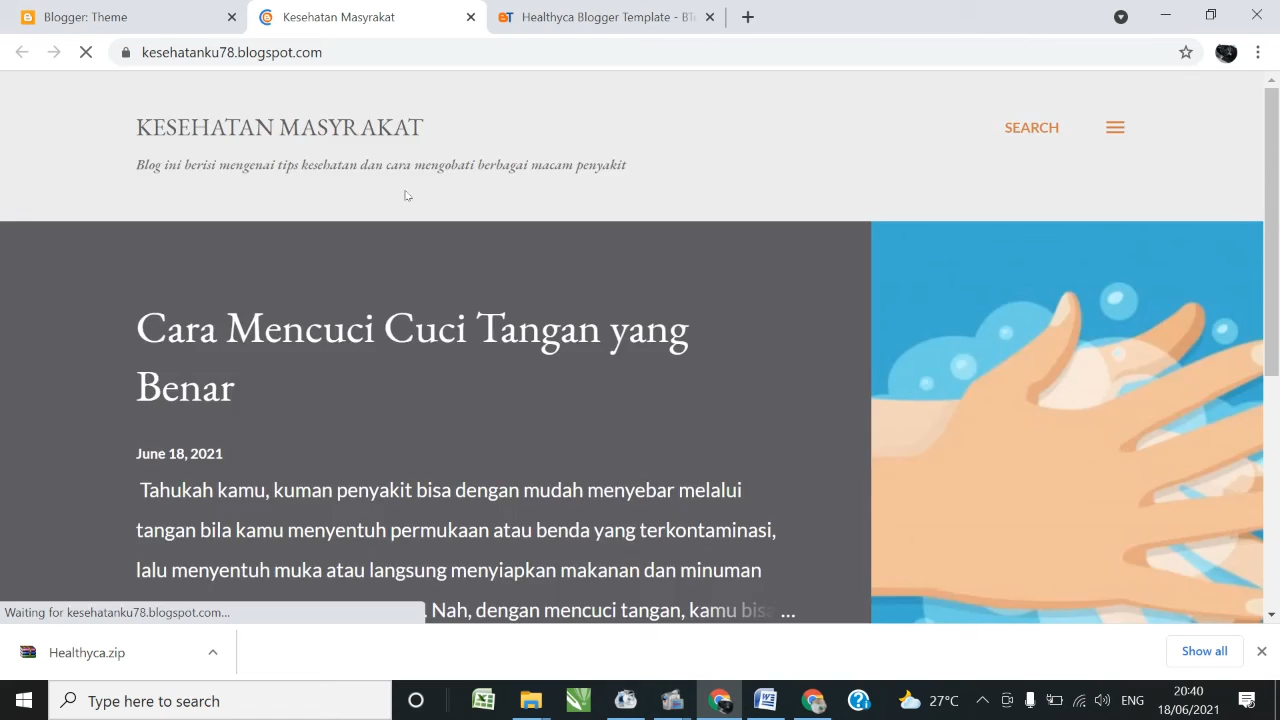 Blogger: Theme
Kesehatan Masyrakat
Healthyca Blogger Template - BTe
kesehatanku78.blogspot.com
KESEHATAN MASYRAKAT
SEARCH
Blog ini berisi mengenai tips kesehatan dan cara mengobati berbagai macam penyakit
Cara Mencuci Cuci Tangan yang
Benar
June 18, 2021
Tahukah kamu, kuman penyakit bisa dengan mudah menyebar melalui
tangan bila kamu menyentuh permukaan atau benda yang terkontaminasi,
lalu menyentuh muka atau langsung menyiapkan makanan dan minuman
. Nah, dengan mencuci tangan, kamu bisa ...
Waiting for kesehatanku78.blogspot.com...
Healthyca.zip
Show all
Type here to search
27°C
ENG
20:40
18/06/2021